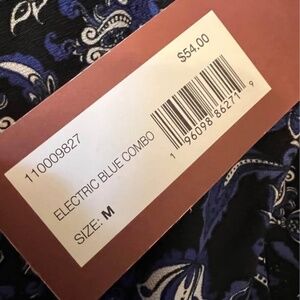 $54.00
110009827
ELECTRIC BLUE COMBO
SIZE: M
1 96098 86271 9